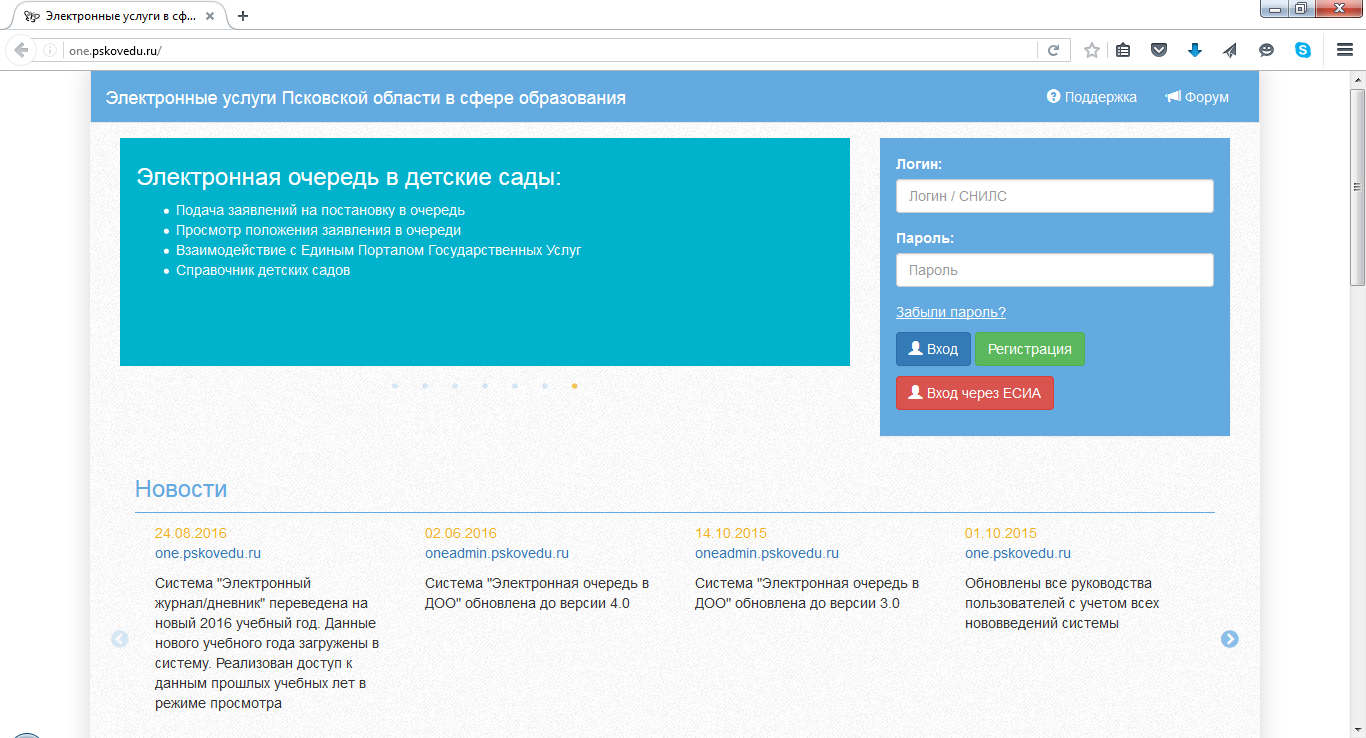 Электронные услуги в сф...
one.pskovedu.ru/
Электронные услуги Псковской области в сфере образования
Поддержка
Форум
Электронная очередь в детские сады:
Подача заявлений на постановку в очередь
Просмотр положения заявления в очереди
Взаимодействие с Единым Порталом Государственных Услуг
Справочник детских садов
Логин:
Логин / СНИЛС
Пароль:
Пароль
Забыли пароль?
Вход
Регистрация
Вход через ЕСИА
Новости
24.08.2016
one.pskovedu.ru
Система "Электронный
журнал/дневник" переведена на
новый 2016 учебный год. Данные
нового учебного года загружены в
систему. Реализован доступ к
данным прошлых учебных лет в
режиме просмотра
02.06.2016
oneadmin.pskovedu.ru
Система "Электронная очередь в
ДОО" обновлена до версии 4.0
14.10.2015
oneadmin.pskovedu.ru
Система "Электронная очередь в
ДОО" обновлена до версии 3.0
01.10.2015
one.pskovedu.ru
Обновлены все руководства
пользователей с учетом всех
нововведений системы